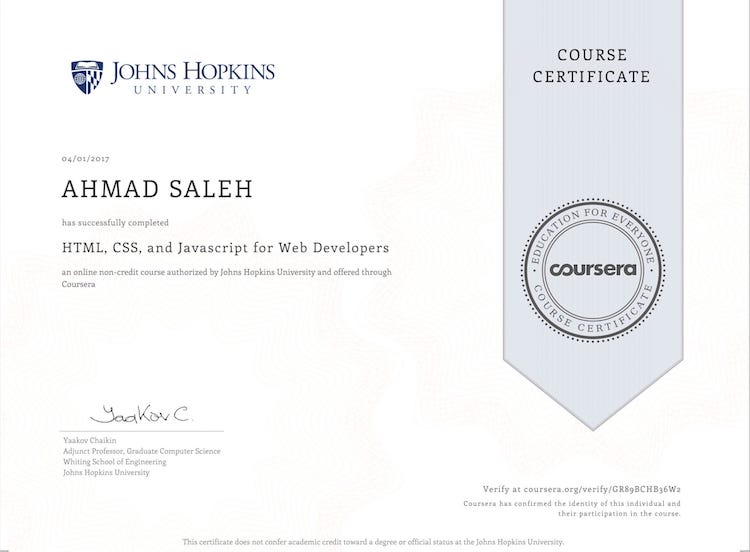 JOHNS HOPKINS
UNIVERSITY
COURSE
CERTIFICATE
04/01/2017
AHMAD SALEH
has successfully completed
HTML, CSS, and Javascript for Web Developers
an online non-credit course authorized by Johns Hopkins University and offered through
Coursera
EDUCATION FOR EVERYONE
coursera
COURSE CERTIFICATE
Yaakov C.
Yaakov Chaikin
Adjunct Professor, Graduate Computer Science
Whiting School of Engineering
Johns Hopkins University
Verify at coursera.org/verify/GR89BCHB36W2
Coursera has confirmed the identity of this individual and
their participation in the course.
This certificate does not confer academic credit toward a degree or official status at the Johns Hopkins University.